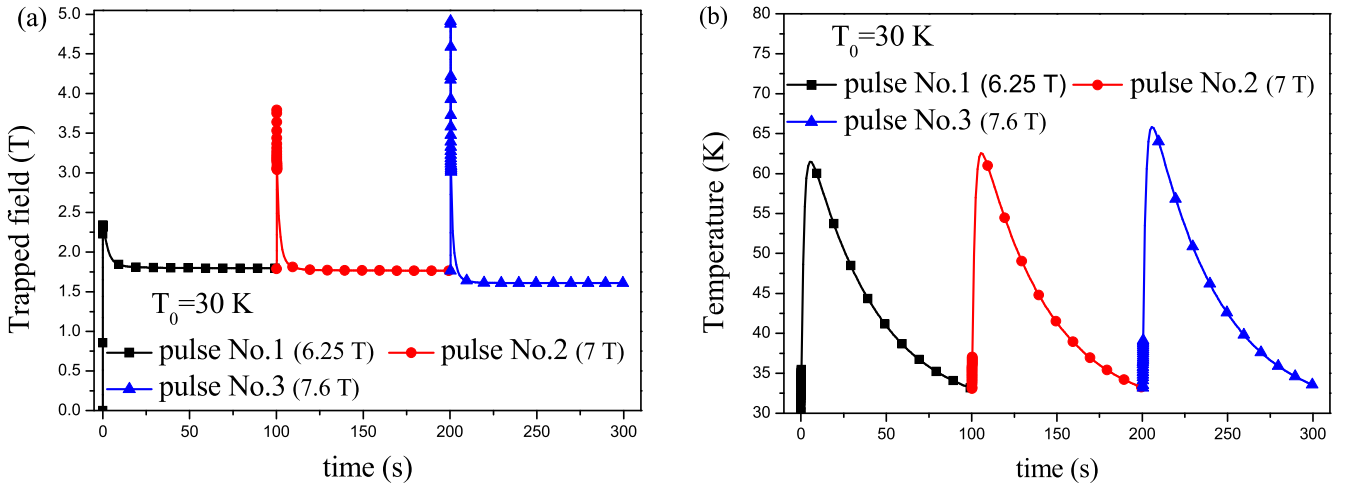 (a)
5.0
4.5
4.0
3.5
3.0
2.5
2.0
1.5
1.0
0.5
0.0
Trapped field (T)
T0=30 K
pulse No.1 (6.25 T) pulse No.2 (7 T)
pulse No.3 (7.6 T)
0 50 100 150 200 250 300
time (s)
(b)
80
75
70
65
60
55
50
45
40
35
30
Temperature (K)
T0=30 K
pulse No.1 (6.25 T) pulse No.2 (7 T)
pulse No.3 (7.6 T)
0 50 100 150 200 250 300
time (s)